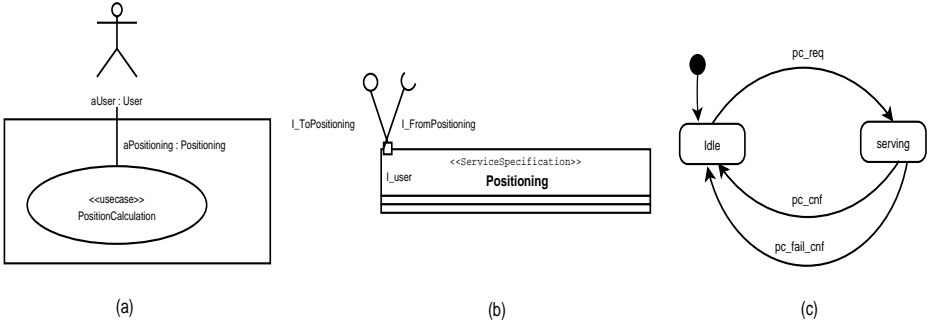 aUser : User
aPositioning : Positioning
<<usecase>>
PositionCalculation
(a)
I_ToPositioning
I_FromPositioning
<<ServiceSpecification>>
I_user
Positioning
(b)
pc_req
Idle
serving
pc_cnf
pc_fail_cnf
(c)